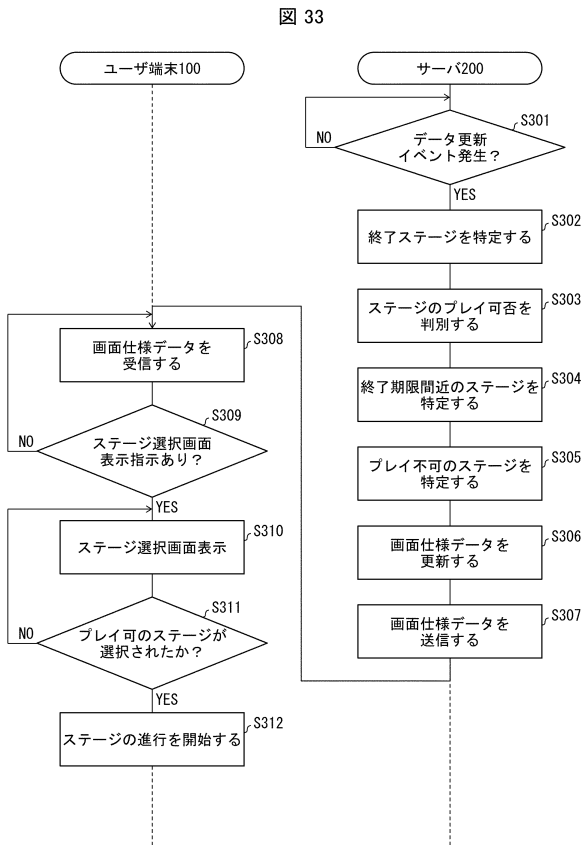 図 33
ユーザ端末100
サーバ200
S301
データ更新
イベント発生？
NO
YES
S302
終了ステージを特定する
S303
ステージのプレイ可否を
判別する
S304
終了期限間近のステージを
特定する
S305
プレイ不可のステージを
特定する
S306
画面仕様データを
更新する
S307
画面仕様データを
送信する
S308
画面仕様データを
受信する
S309
ステージ選択画面
表示指示あり？
NO
YES
S310
ステージ選択画面表示
S311
プレイ可のステージが
選択されたか？
NO
YES
S312
ステージの進行を開始する